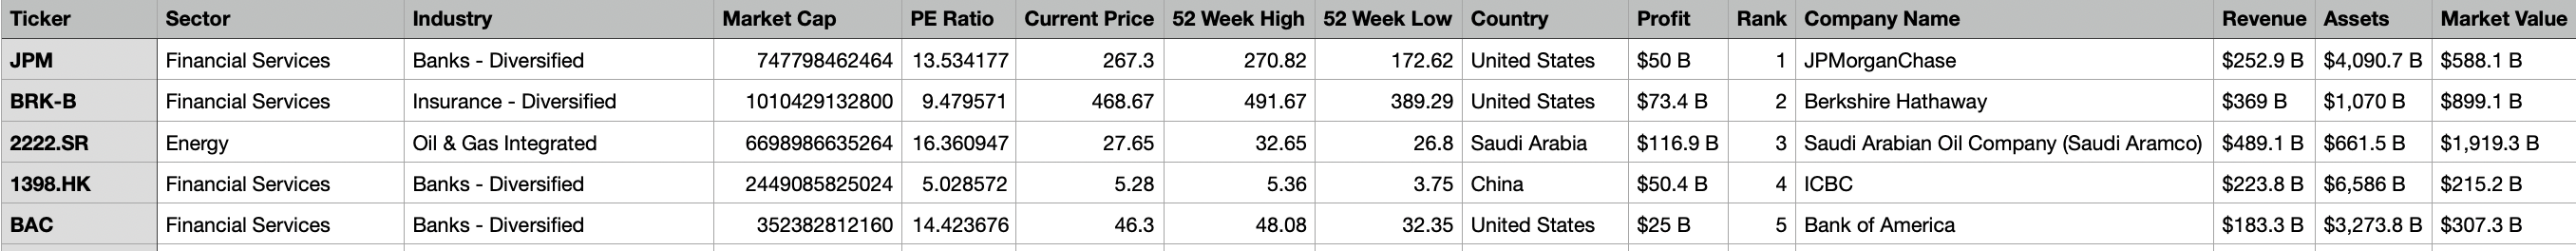 Ticker Sector Industry Market Cap PE Ratio Current Price 52 Week High 52 Week Low Country Profit Rank Company Name Revenue Assets Market Value
JPM Financial Services Banks - Diversified 747798462464 13.534177 267.3 270.82 172.62 United States $50 B 1 JPMorganChase $252.9 B $4,090.7 B $588.1 B
BRK-B Financial Services Insurance - Diversified 1010429132800 9.479571 468.67 491.67 389.29 United States $73.4 B 2 Berkshire Hathaway $369 B $1,070 B $899.1 B
2222.SR Energy Oil & Gas Integrated 6698986635264 16.360947 27.65 32.65 26.8 Saudi Arabia $116.9 B 3 Saudi Arabian Oil Company (Saudi Aramco) $489.1 B $661.5 B $1,919.3 B
1398.HK Financial Services Banks - Diversified 2449085825024 5.028572 5.28 5.36 3.75 China $50.4 B 4 ICBC $223.8 B $6,586 B $215.2 B
BAC Financial Services Banks - Diversified 352382812160 14.423676 46.3 48.08 32.35 United States $25 B 5 Bank of America $183.3 B $3,273.8 B $307.3 B